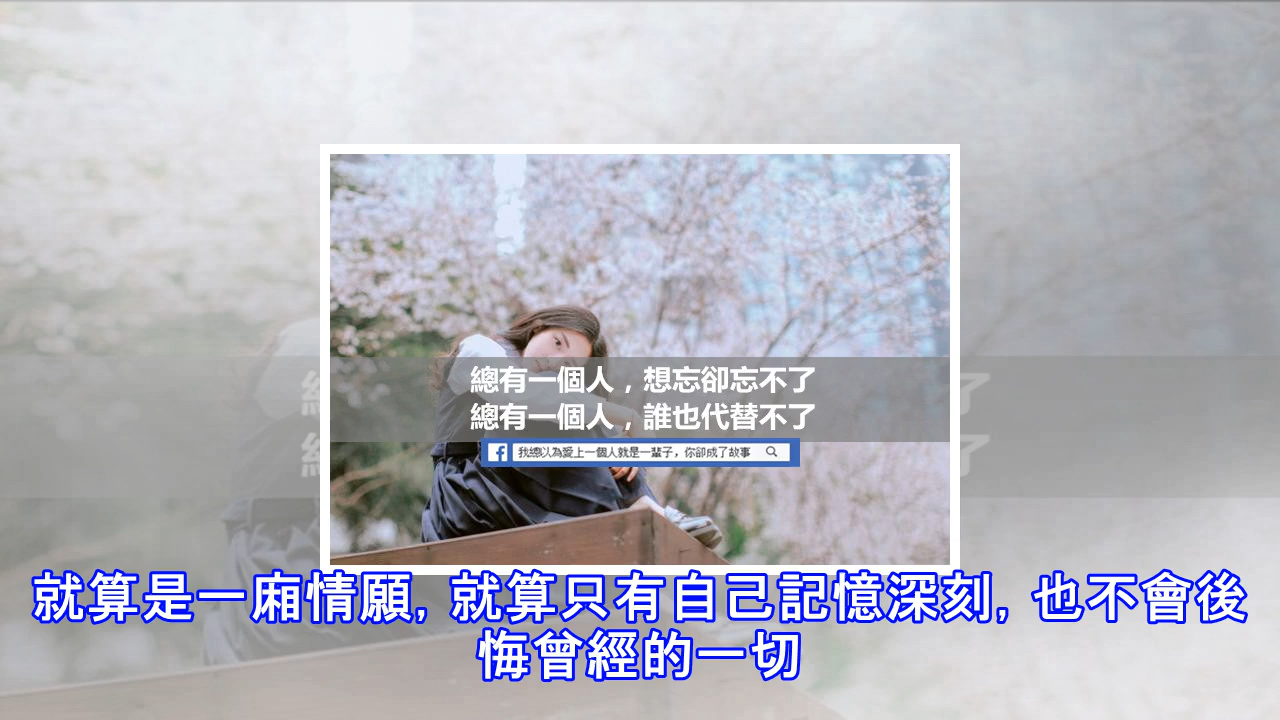 總有一個人，想忘卻忘不了
總有一個人，誰也代替不了
我總以為愛上一個人就是一輩子，你卻成了故事
就算是一廂情願, 就算只有自己記憶深刻, 也不會後
悔曾經的一切